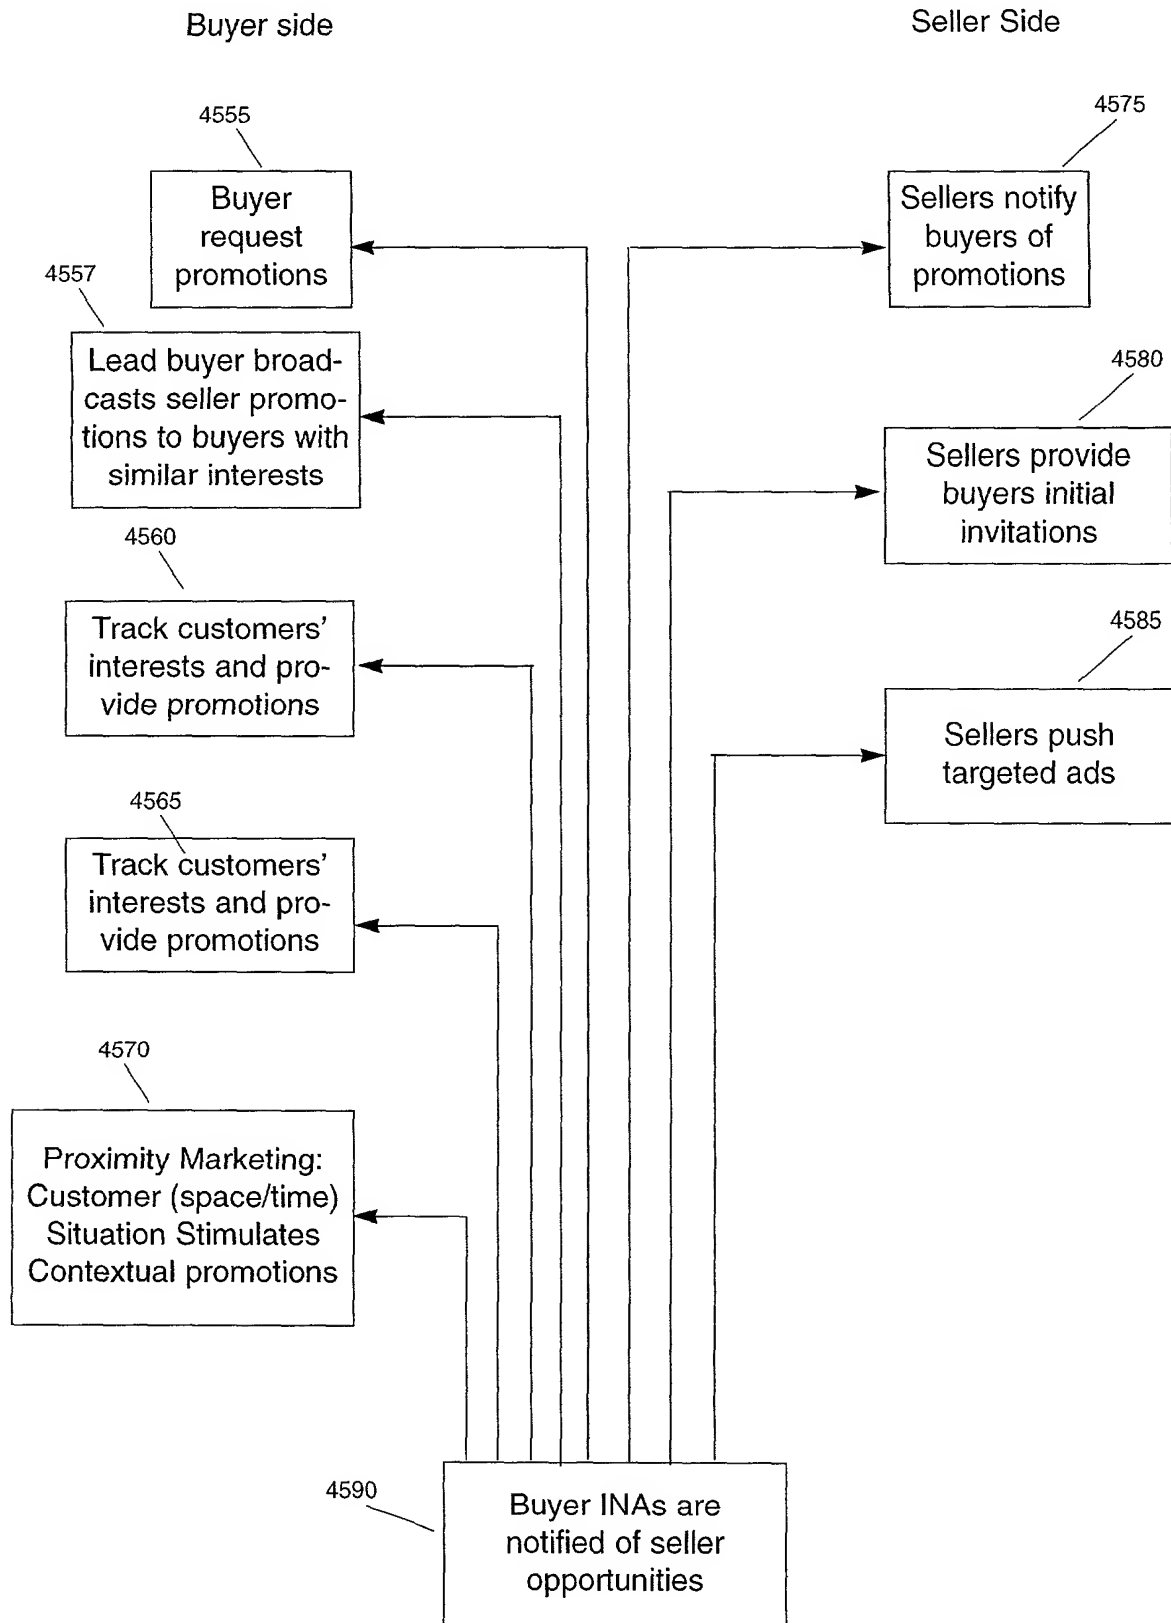 Buyer side
4555
Buyer
request
promotions
4557
Lead buyer broad-
casts seller promo-
tions to buyers with
similar interests
4560
Track customers'
interests and pro-
vide promotions
4565
Track customers'
interests and pro-
vide promotions
4570
Proximity Marketing:
Customer (space/time)
Situation Stimulates
Contextual promotions
Seller Side
4575
Sellers notify
buyers of
promotions
4580
Sellers provide
buyers initial
invitations
4585
Sellers push
targeted ads
4590
Buyer INAs are
notified of seller
opportunities